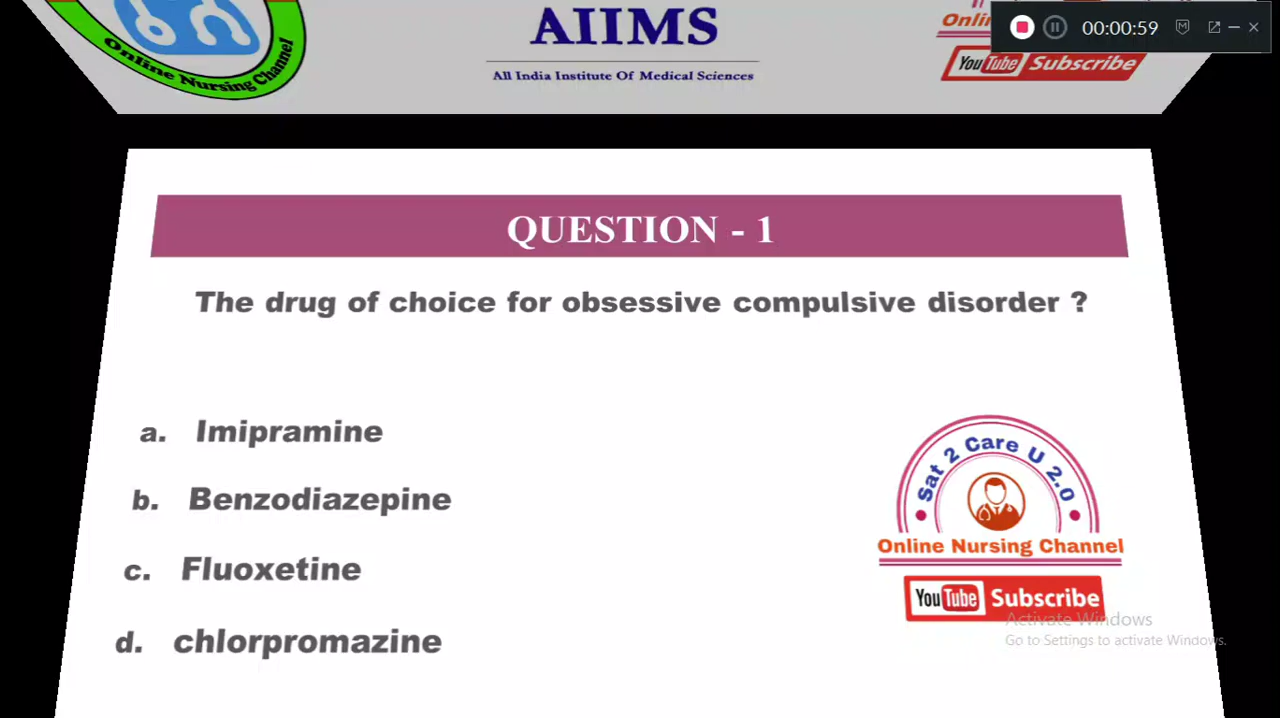 Online Nursing Channel
AIIMS
All India Institute Of Medical Sciences
Onlin
YouTube Subscribe
00:00:59
QUESTION - 1
The drug of choice for obsessive compulsive disorder ?
a. Imipramine
b. Benzodiazepine
c. Fluoxetine
d. chlorpromazine
Sat 2 Care U 2.0
Online Nursing Channel
YouTube Subscribe
Activate Windows
Go to Settings to activate Windows.